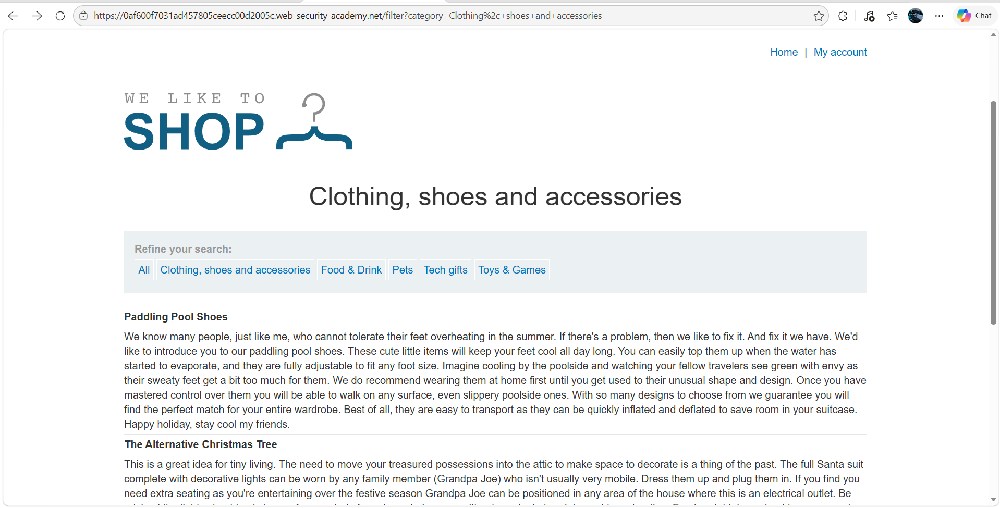 https://0af600f7031ad457805ceecc00d2005c.web-security-academy.net/filter?category=Clothing%2c+shoes+and+accessories
Chat
Home | My account
WE LIKE TO
SHOP
Clothing, shoes and accessories
Refine your search:
All Clothing, shoes and accessories Food & Drink Pets Tech gifts Toys & Games
Paddling Pool Shoes
We know many people, just like me, who cannot tolerate their feet overheating in the summer. If there's a problem, then we like to fix it. And fix it we have. We'd
like to introduce you to our paddling pool shoes. These cute little items will keep your feet cool all day long. You can easily top them up when the water has
started to evaporate, and they are fully adjustable to fit any foot size. Imagine cooling by the poolside and watching your fellow travelers see green with envy as
their sweaty feet get a bit too much for them. We do recommend wearing them at home first until you get used to their unusual shape and design. Once you have
mastered control over them you will be able to walk on any surface, even slippery poolside ones. With so many designs to choose from we guarantee you will
find the perfect match for your entire wardrobe. Best of all, they are easy to transport as they can be quickly inflated and deflated to save room in your suitcase.
Happy holiday, stay cool my friends.
The Alternative Christmas Tree
This is a great idea for tiny living. The need to move your treasured possessions into the attic to make space to decorate is a thing of the past. The full Santa suit
complete with decorative lights can be worn by any family member (Grandpa Joe) who isn't usually very mobile. Dress them up and plug them in. If you find you
need extra seating as you're entertaining over the festive season Grandpa Joe can be positioned in any area of the house where this is an electrical outlet. Be